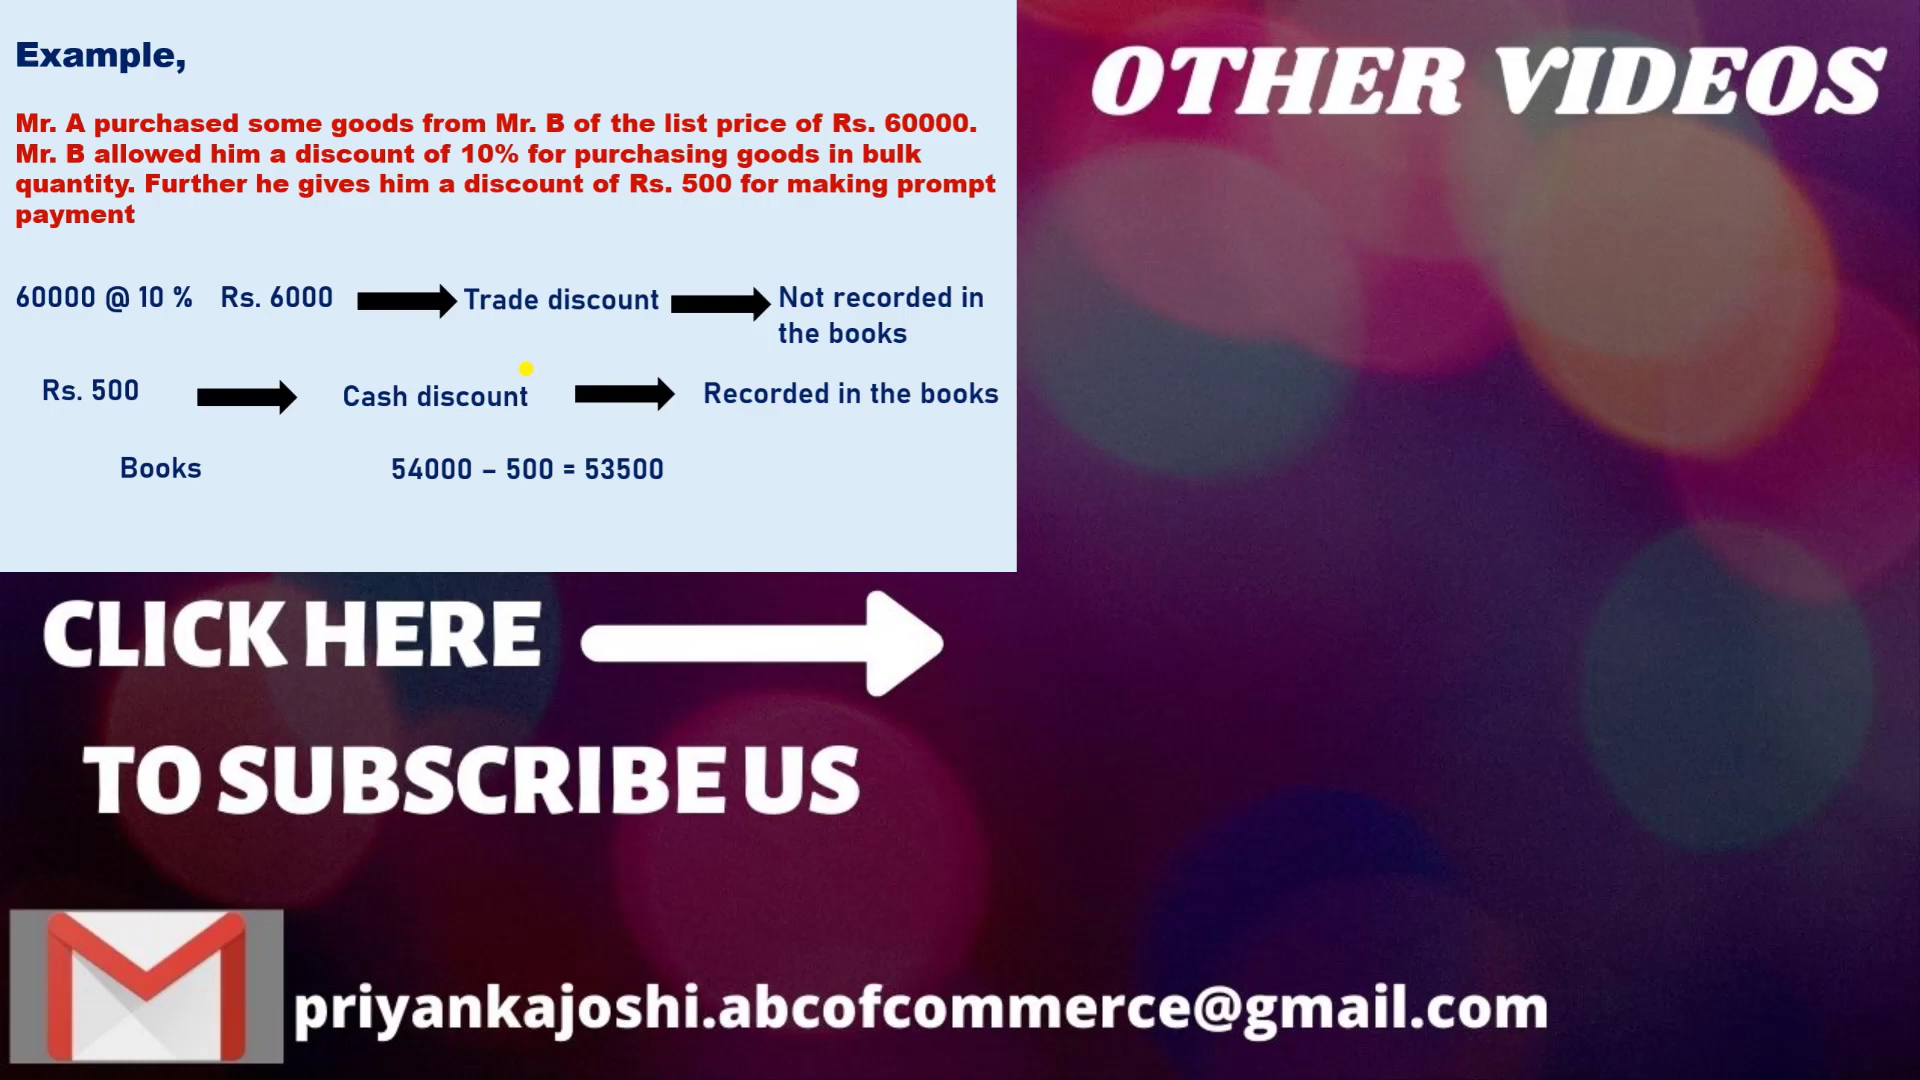 Example,
Mr. A purchased some goods from Mr. B of the list price of Rs. 60000.
Mr. B allowed him a discount of 10% for purchasing goods in bulk
quantity. Further he gives him a discount of Rs. 500 for making prompt
payment
60000 @ 10 % Rs. 6000 Trade discount Not recorded in
the books
Rs. 500 Cash discount Recorded in the books
Books 54000 – 500 = 53500
OTHER VIDEOS
CLICK HERE
TO SUBSCRIBE US
priyankajoshi.abcofcommerce@gmail.com